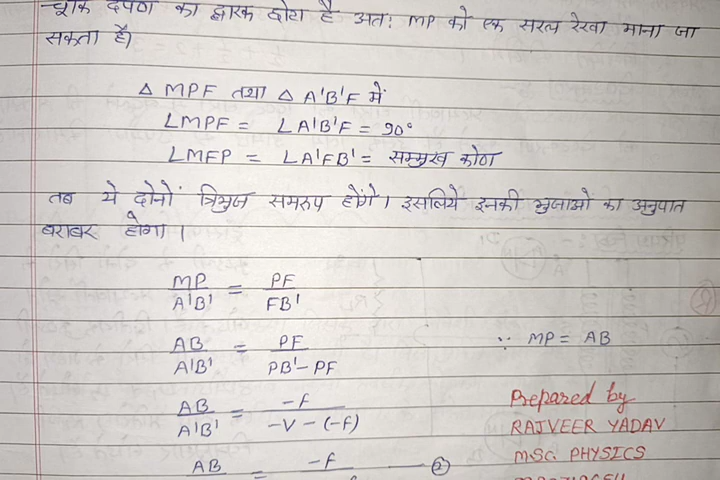 चूंकि दर्पण का द्वारक छोटा है अतः MP को एक सरल रेखा माना जा
सकता है।
△ MPF तथा △ A'B'F में
∠MPF = ∠A'B'F = 90°
∠MFP = ∠A'FB' = सम्मुख कोण
तब ये दोनों त्रिभुज समरूप होंगे। इसलिये इनकी भुजाओं का अनुपात
बराबर होगा।
MP/A'B' = PF/FB'
AB/A'B' = PF/PB'-PF ∵ MP = AB
AB/A'B' = -f/-v-(-f) Prepared by
RAJVEER YADAV
AB = -f —② M.Sc. PHYSICS